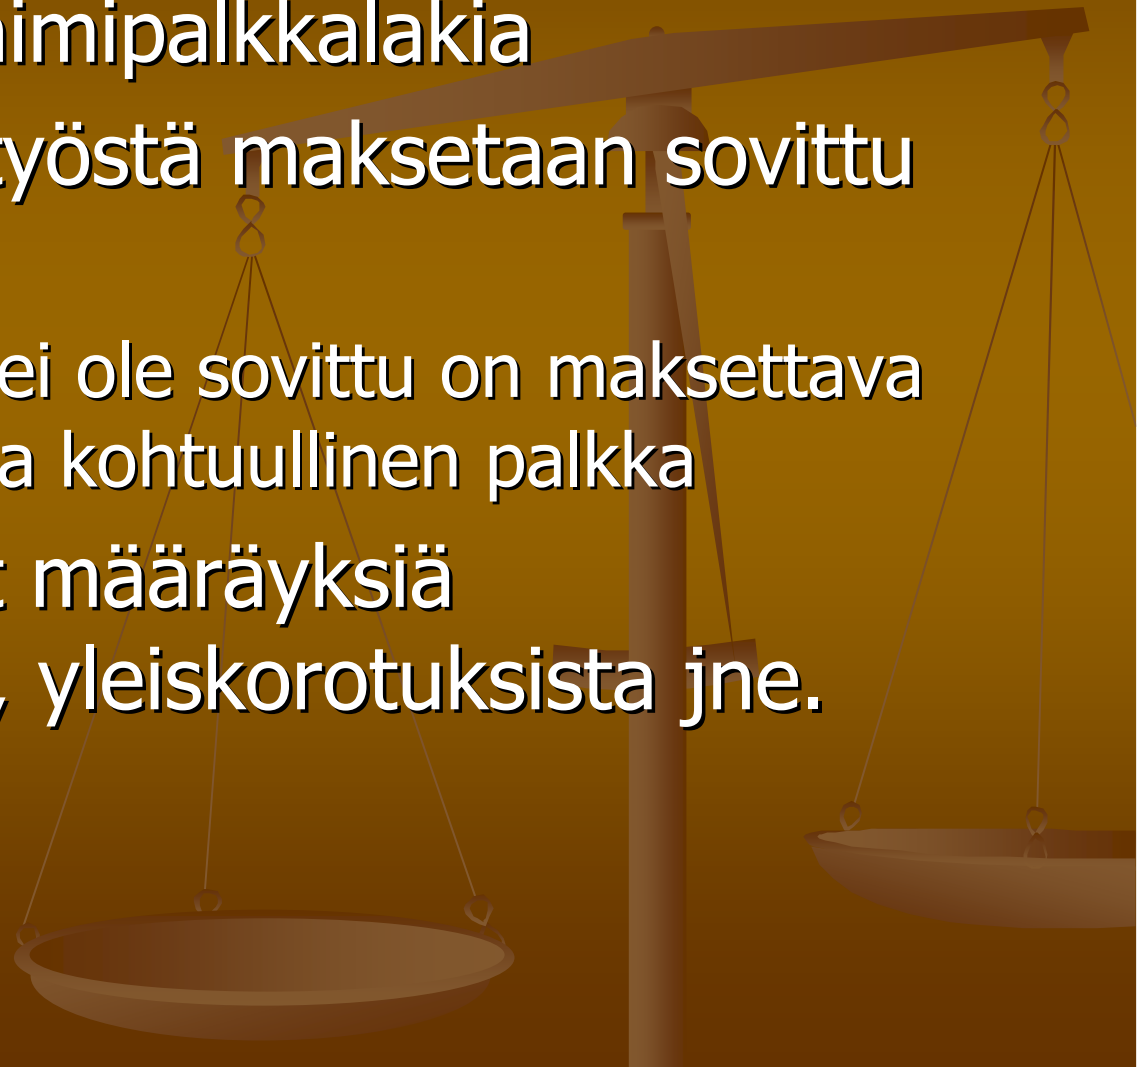 imipalkkalakia
työstä maksetaan sovittu
ei ole sovittu on maksettava
a kohtuullinen palkka
määräyksiä
, yleiskorotuksista jne.